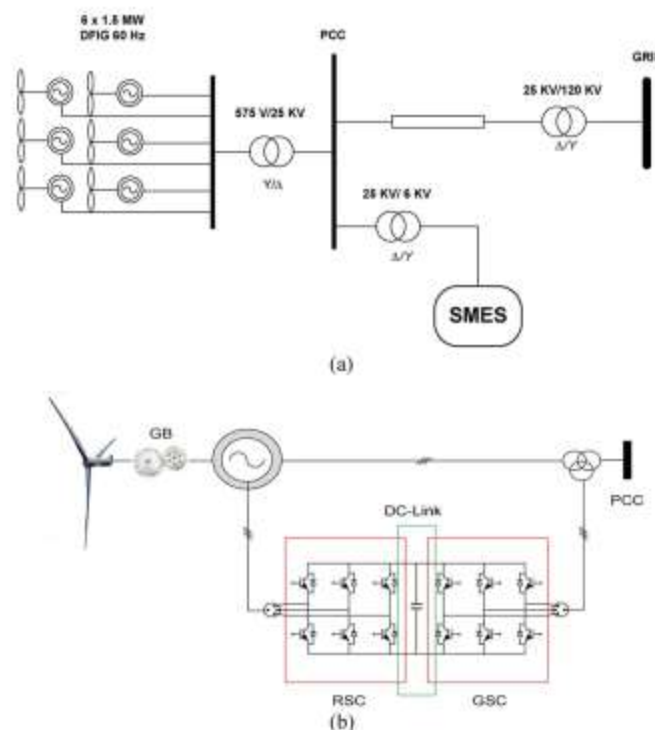 6 x 1.5 MW
DFIG 60 Hz
PCC
GRI
575 V/25 KV
25 KV/120 KV
Y/Δ
Δ/Y
25 KV/ 6 KV
Δ/Y
SMES
(a)
GB
PCC
DC-Link
RSC
GSC
(b)